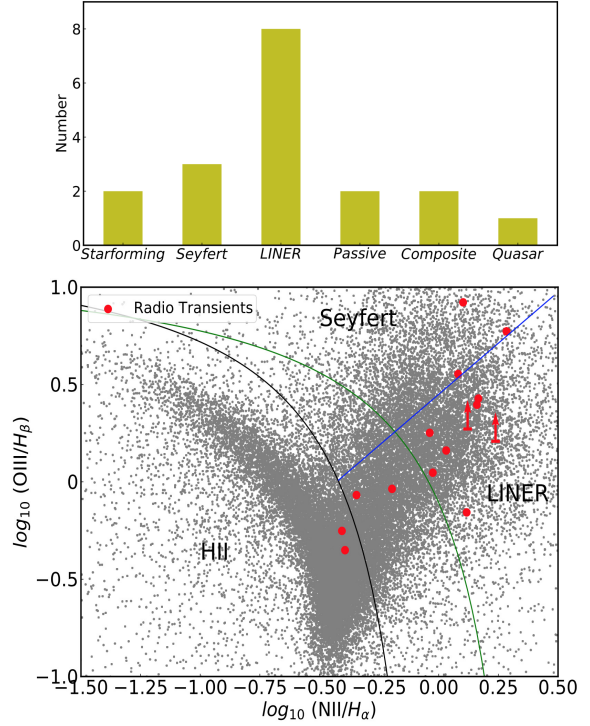 8
6
4
2
0
Number
Starforming Seyfert LINER Passive Composite Quasar
1.0
0.5
0
−0.5
−1.0
log10 (OIII/Hβ)
Radio Transients
Seyfert
LINER
HII
−1.50 −1.25 −1.00 −0.75 −0.50 −0.25 0.00 0.25 0.50
log10 (NII/Hα)